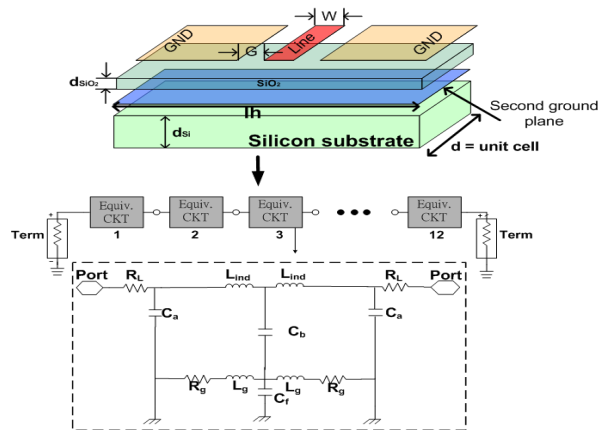 W
GND
G
Line
GND
dSiO₂
SiO₂
lh
Second ground
plane
dSi
Silicon substrate
d = unit cell
Equiv.
CKT
Equiv.
CKT
Equiv.
CKT
Equiv.
CKT
Term
1
2
3
12
Term
Port
RL
Lind
Lind
RL
Port
Ca
Cb
Ca
Rg
Lg
Lg
Rg
Cf